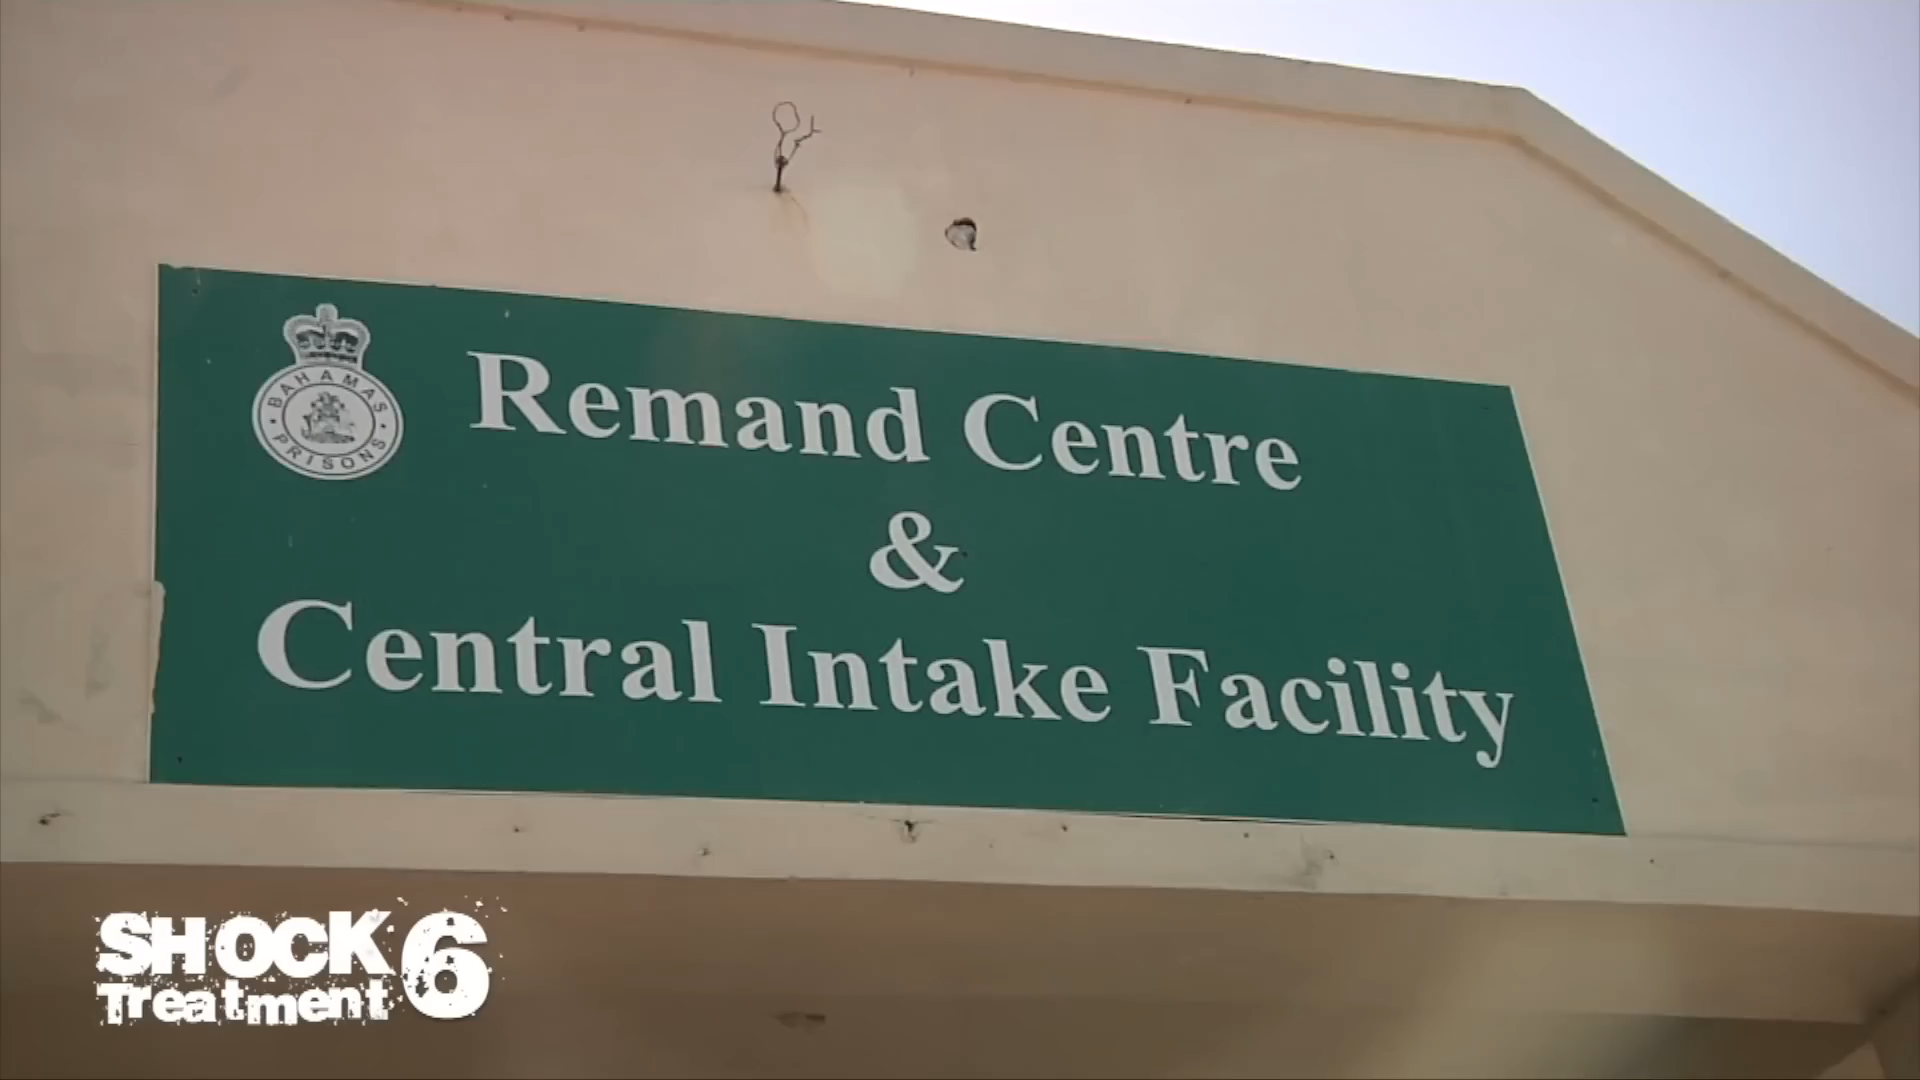 BAHAMAS
PRISONS
Remand Centre
&
Central Intake Facility
SHOCK
Treatment 6